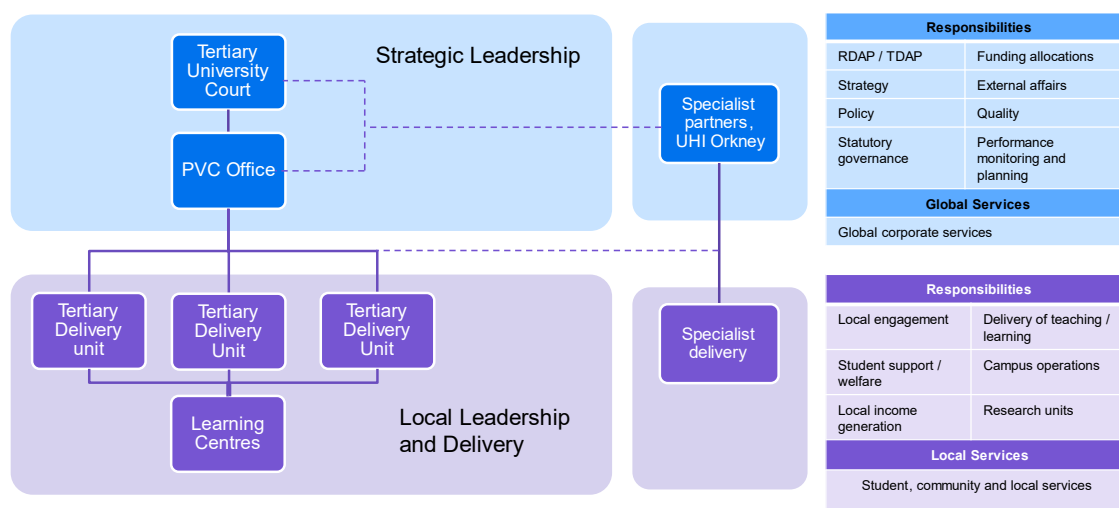 Strategic Leadership
Tertiary
University
Court
PVC Office
Specialist
partners,
UHI Orkney
Tertiary
Delivery
unit
Tertiary
Delivery
Unit
Tertiary
Delivery
Unit
Learning
Centres
Local Leadership
and Delivery
Specialist
delivery
Responsibilities
RDAP / TDAP
Funding allocations
Strategy
External affairs
Policy
Quality
Statutory
governance
Performance
monitoring and
planning
Global Services
Global corporate services
Responsibilities
Local engagement
Delivery of teaching /
learning
Student support /
welfare
Campus operations
Local income
generation
Research units
Local Services
Student, community and local services